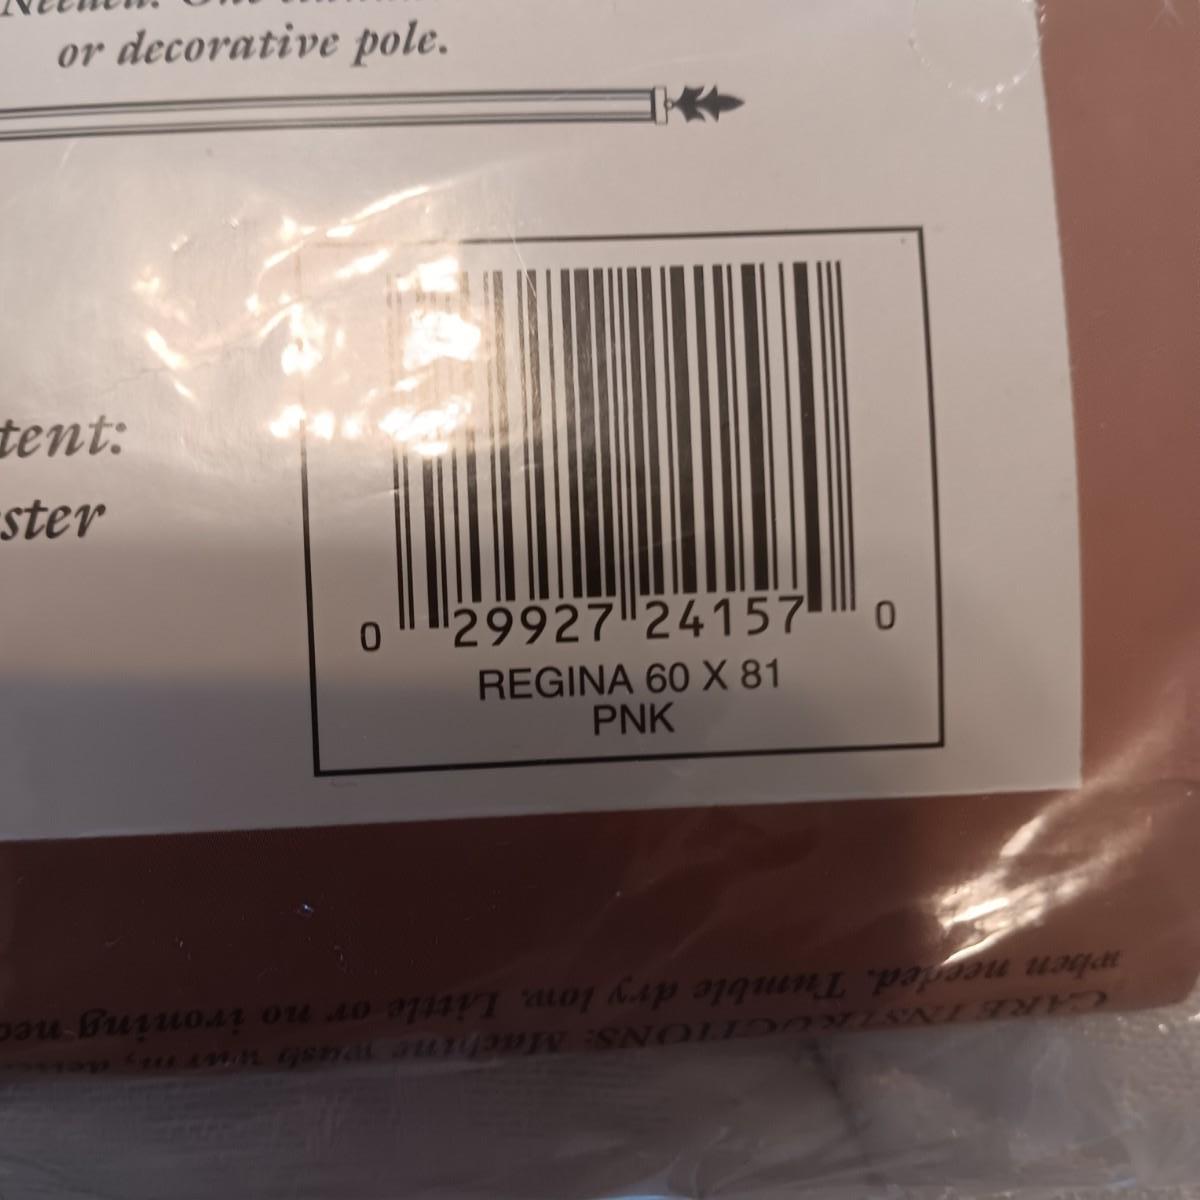 or decorative pole.
tent:
ster
0 29927 24157 0
REGINA 60 X 81
PNK
when needed. Tumble dry low. Little or no ironing
CARE INSTRUCTIONS: Machine wash warm,